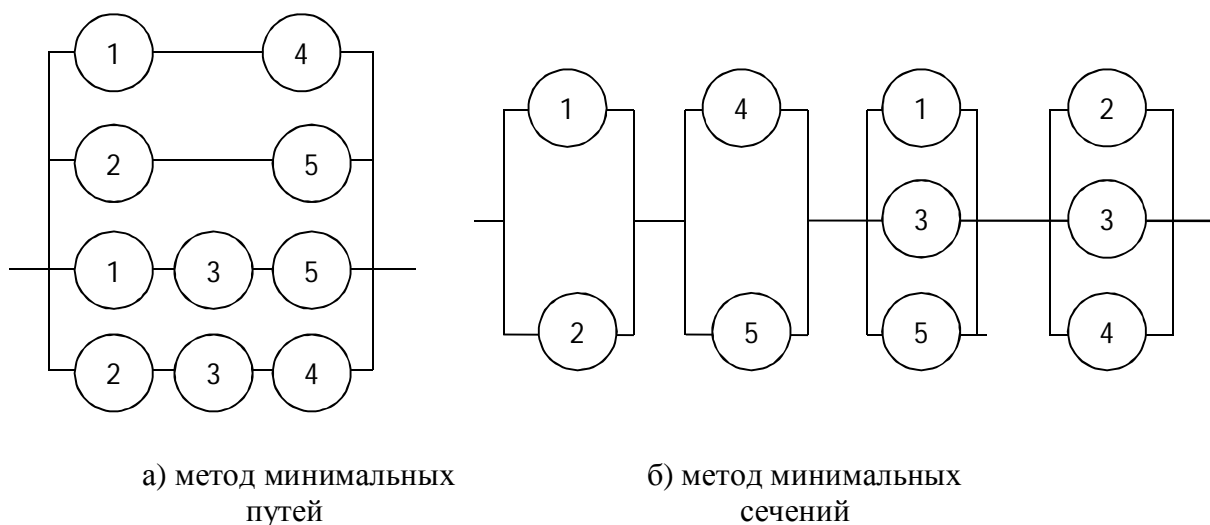 1 4
2 5
1 3 5
2 3 4
1 4 1 2
3 3
2 5 5 4
а) метод минимальных
путей
б) метод минимальных
сечений